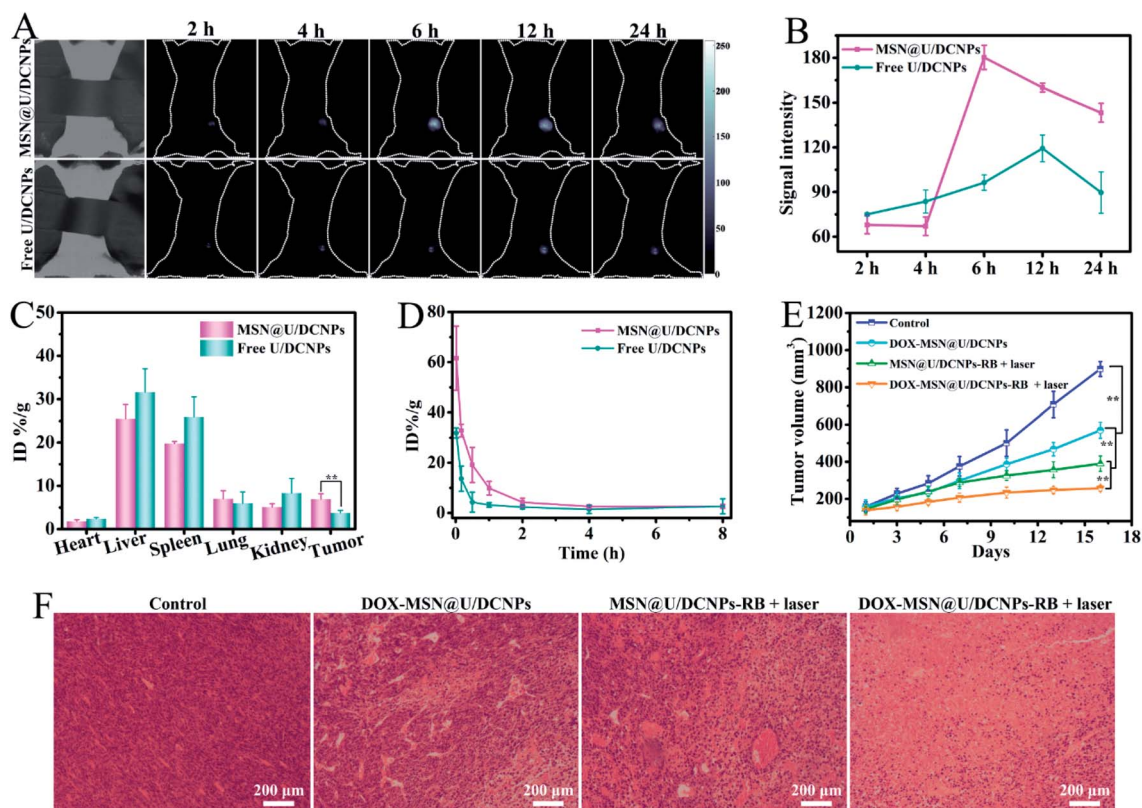 A
2 h 4 h 6 h 12 h 24 h
MSN@U/DCNPs
Free U/DCNPs
250
200
150
100
50
0
B
MSN@U/DCNPs
Free U/DCNPs
Signal intensity
180
150
120
90
60
2 h 4 h 6 h 12 h 24 h
C
MSN@U/DCNPs
Free U/DCNPs
ID %/g
50
40
30
20
10
0
**
Heart Liver Spleen Lung Kidney Tumor
D
MSN@U/DCNPs
Free U/DCNPs
ID%/g
80
60
40
20
0
0 2 4 6 8
Time (h)
E
Control
DOX-MSN@U/DCNPs
MSN@U/DCNPs-RB + laser
DOX-MSN@U/DCNPs-RB + laser
Tumor volume (mm³)
1200
1000
800
600
400
200
**
**
**
0 3 6 9 12 15 18
Days
F
Control DOX-MSN@U/DCNPs MSN@U/DCNPs-RB + laser DOX-MSN@U/DCNPs-RB + laser
200 μm 200 μm 200 μm 200 μm